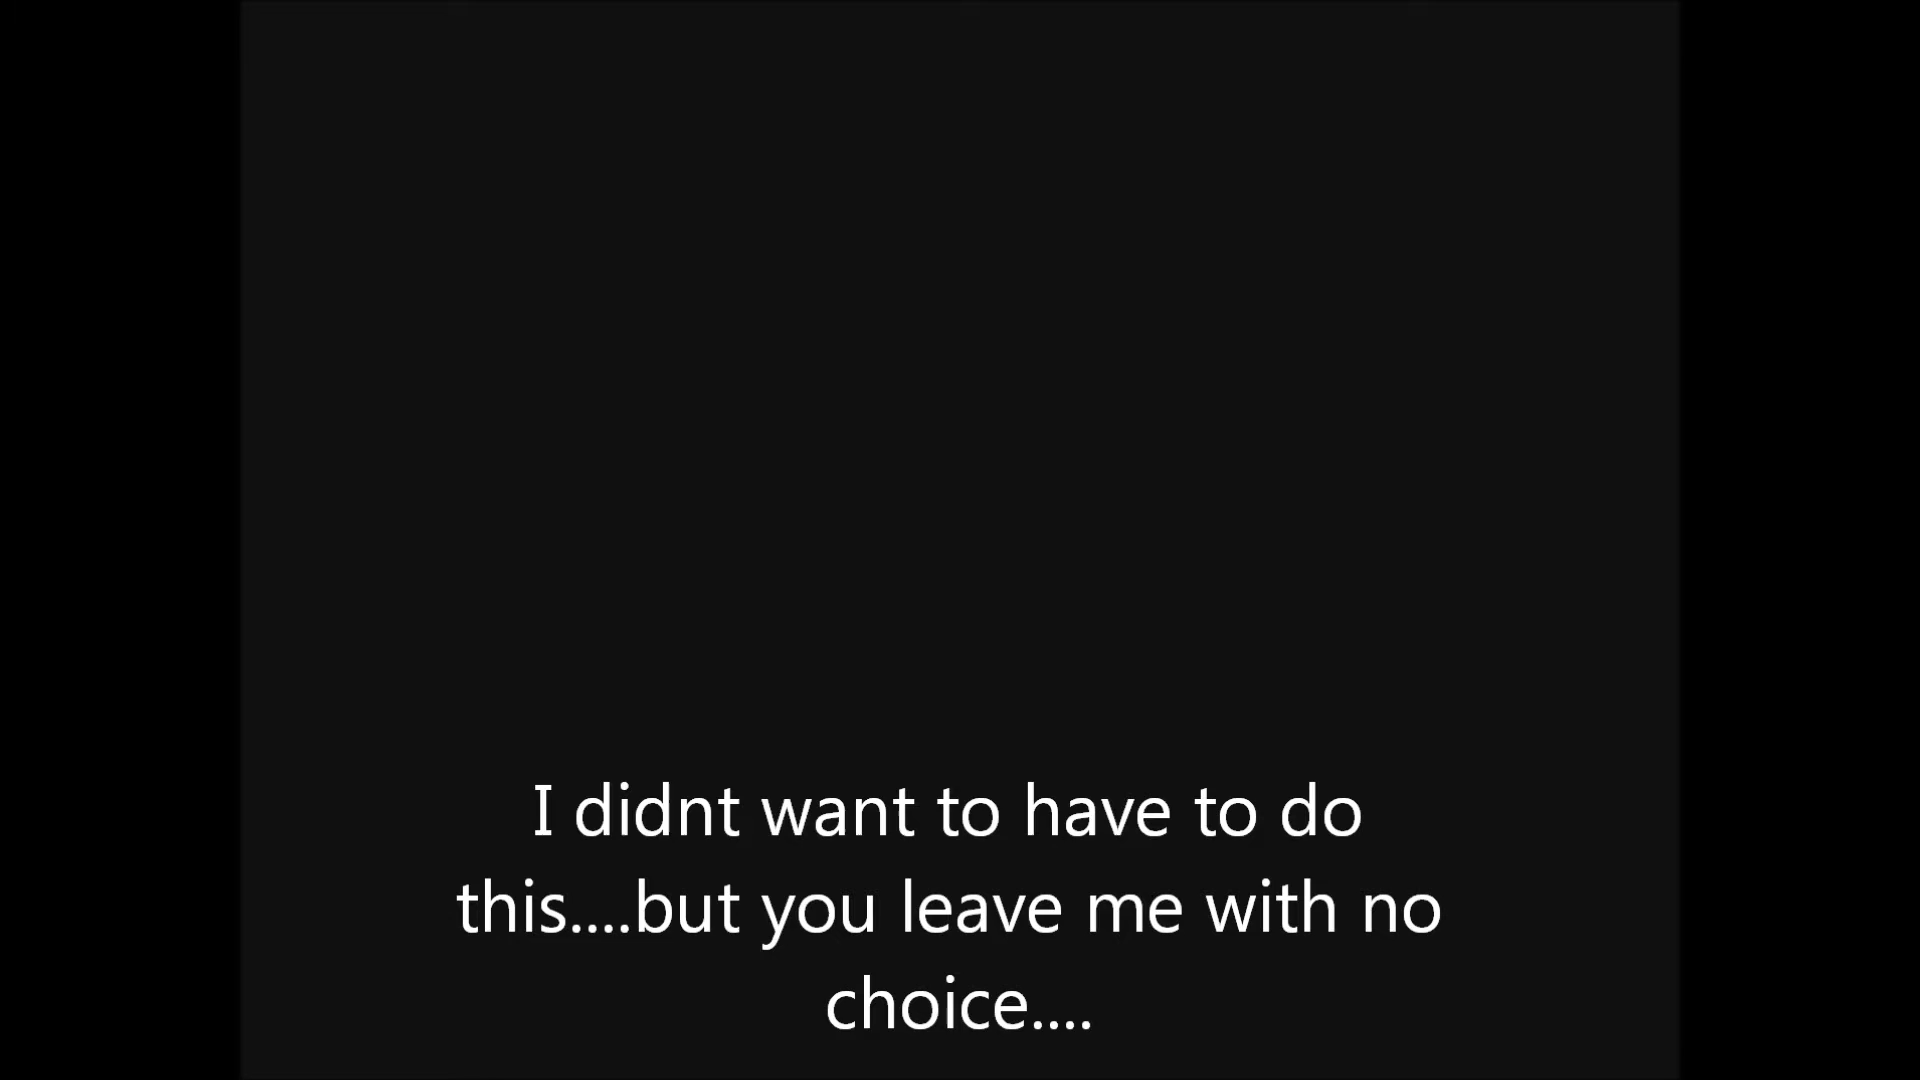 I didnt want to have to do
this....but you leave me with no
choice....